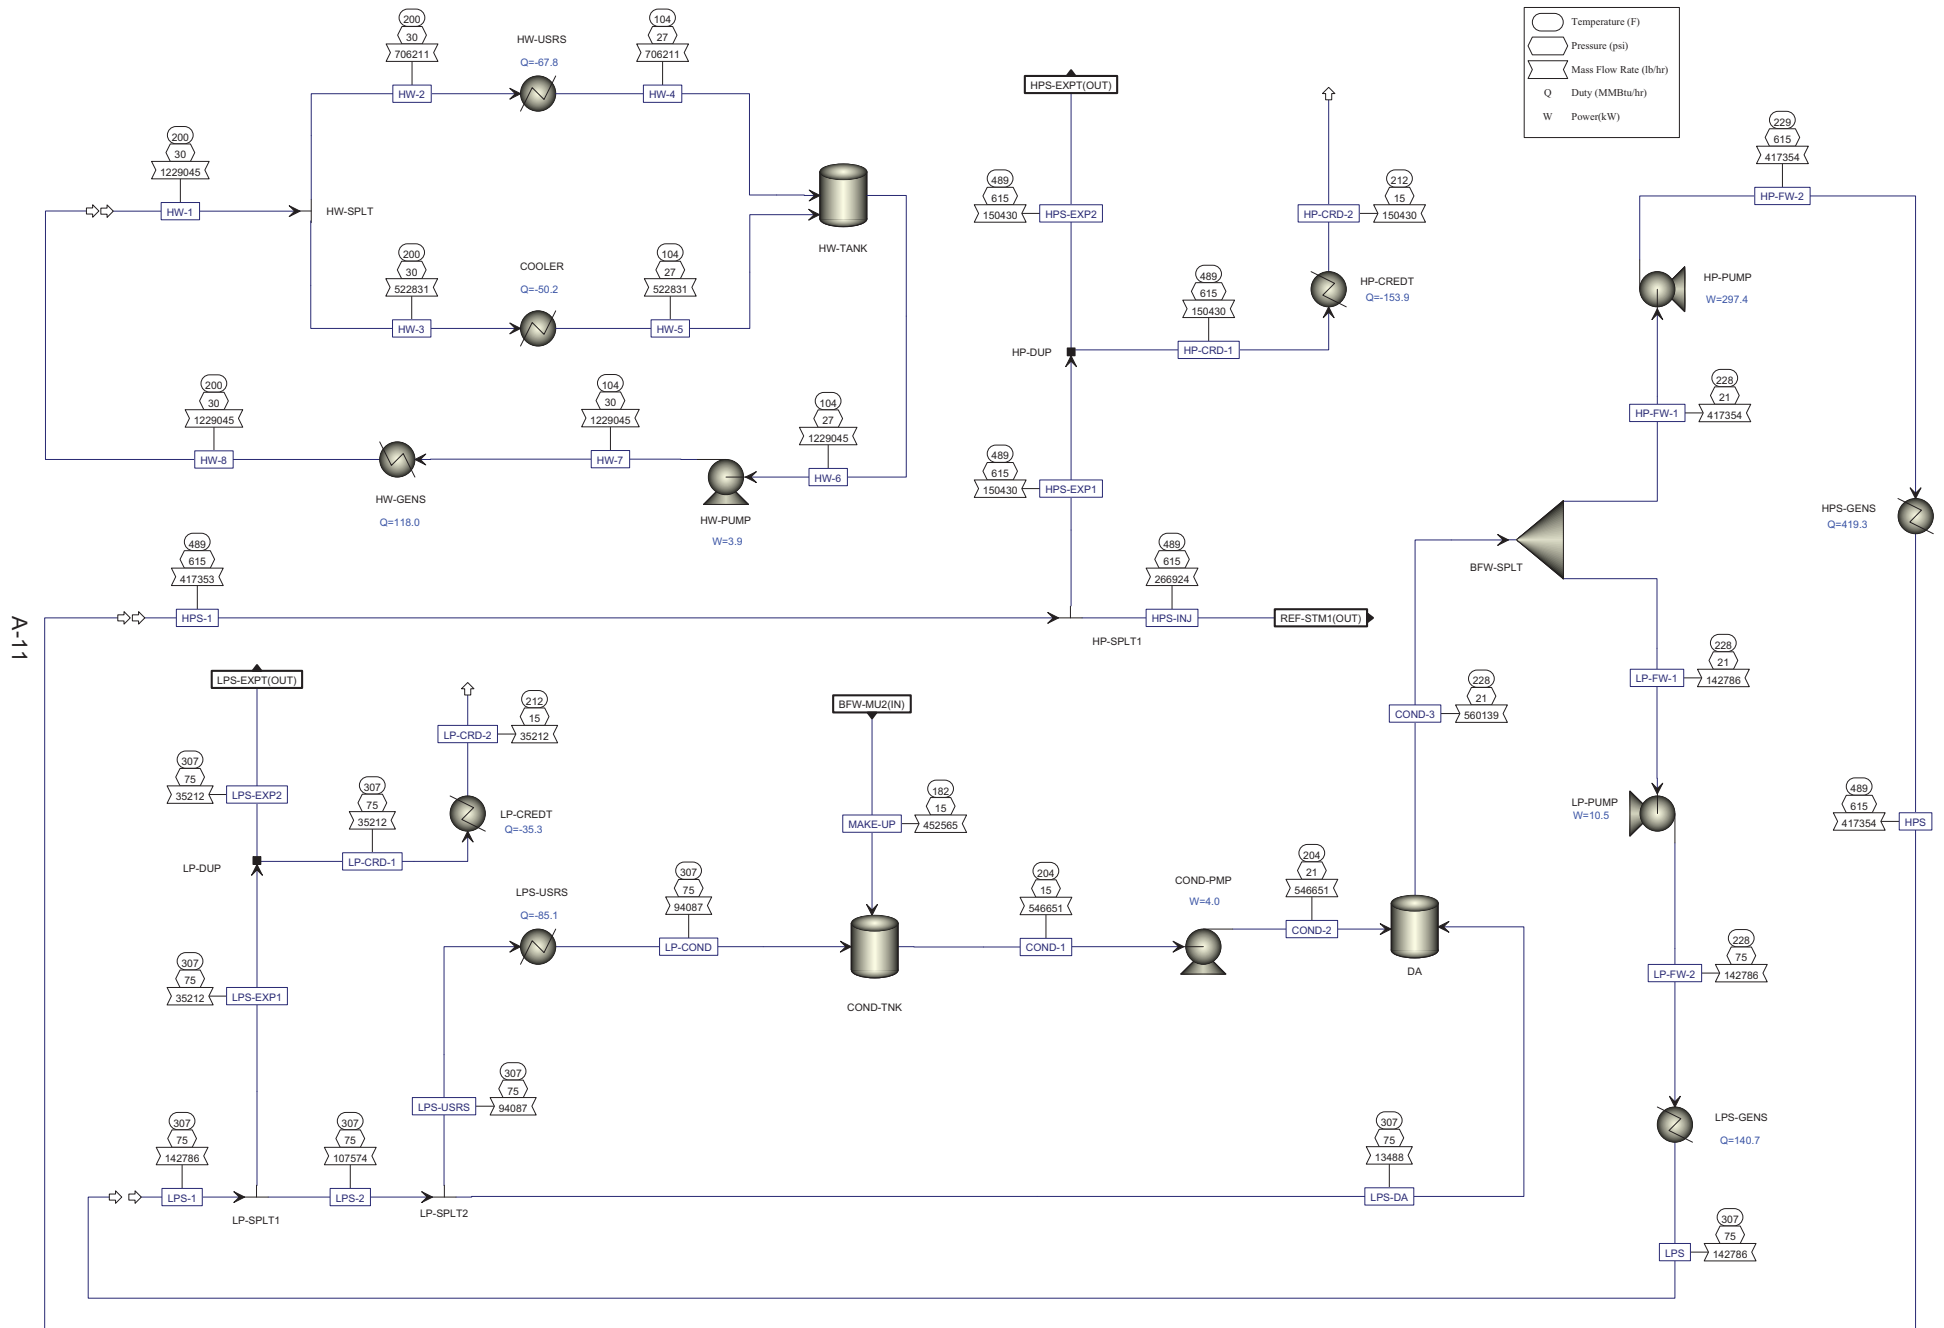 Temperature (F)
Pressure (psi)
Mass Flow Rate (lb/hr)
Q Duty (MMBtu/hr)
W Power(kW)
200
30
706211
HW-2
HW-USRS
Q=-67.8
104
27
706211
HW-4
200
30
1229045
HW-1
HW-SPLT
HW-TANK
200
30
522831
HW-3
COOLER
Q=-50.2
104
27
522831
HW-5
200
30
1229045
HW-8
HW-GENS
Q=118.0
104
30
1229045
HW-7
HW-PUMP
W=3.9
104
27
1229045
HW-6
HPS-EXPT(OUT)
489
615
150430
HPS-EXP2
212
15
150430
HP-CRD-2
HP-CREDT
Q=-153.9
489
615
150430
HP-CRD-1
HP-DUP
489
615
150430
HPS-EXP1
229
615
417354
HP-FW-2
HP-PUMP
W=297.4
228
21
417354
HP-FW-1
HPS-GENS
Q=419.3
BFW-SPLT
489
615
417353
HPS-1
489
615
266924
HPS-INJ
REF-STM1(OUT)
HP-SPLT1
A-11
LPS-EXPT(OUT)
212
15
35212
LP-CRD-2
307
75
35212
LPS-EXP2
307
75
35212
LP-CRD-1
LP-CREDT
Q=-35.3
LP-DUP
BFW-MU2(IN)
182
15
452565
MAKE-UP
228
21
560139
COND-3
228
21
142786
LP-FW-1
LP-PUMP
W=10.5
489
615
417354
HPS
LPS-USRS
Q=-85.1
307
75
94087
LP-COND
COND-TNK
204
15
546651
COND-1
COND-PMP
W=4.0
204
21
546651
COND-2
DA
228
75
142786
LP-FW-2
307
75
35212
LPS-EXP1
307
75
94087
LPS-USRS
LPS-GENS
Q=140.7
307
75
142786
LPS-1
LP-SPLT1
307
75
107574
LPS-2
LP-SPLT2
307
75
13488
LPS-DA
307
75
142786
LPS